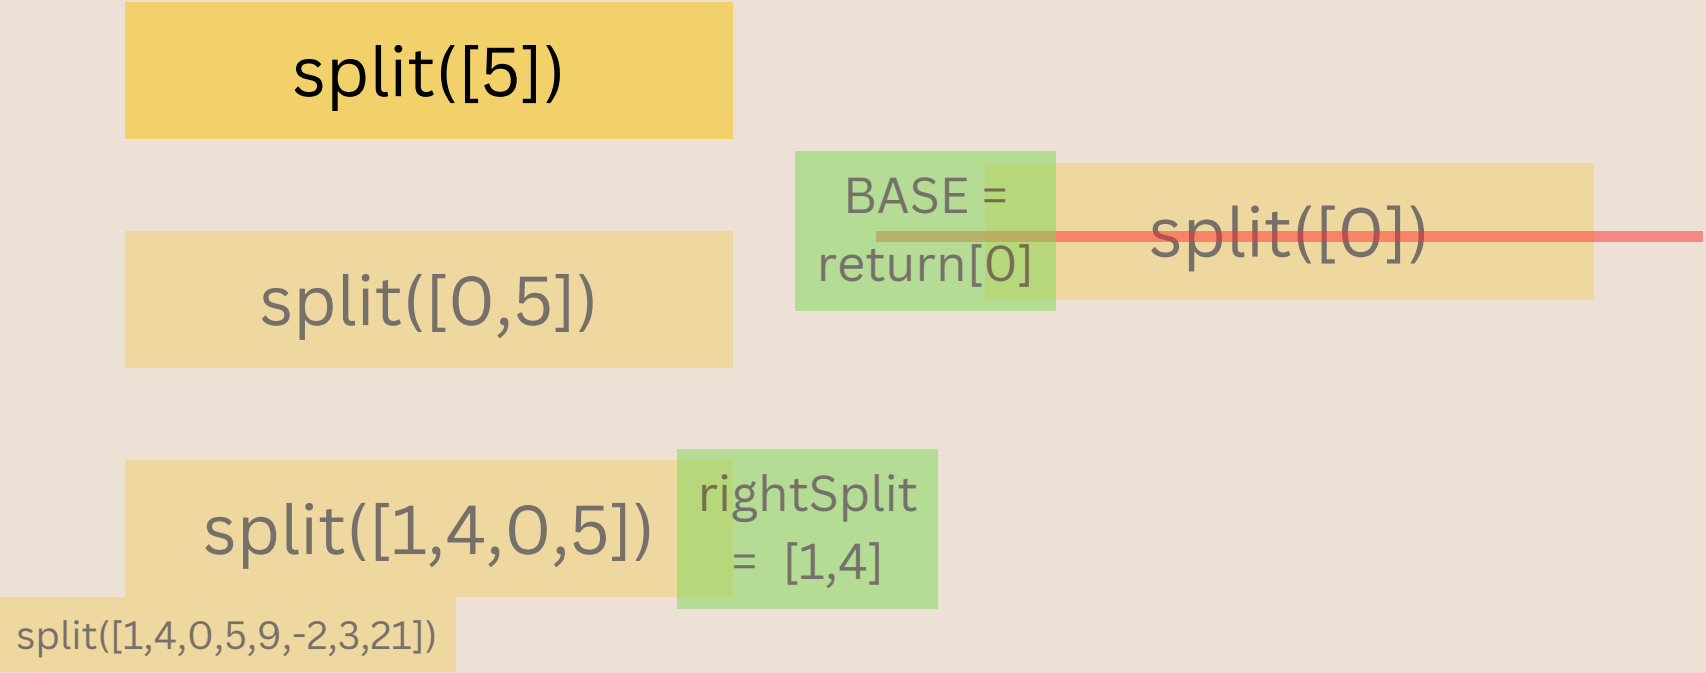 split([5])
BASE =
return[0]
split([0])
split([0,5])
split([1,4,0,5])
rightSplit
= [1,4]
split([1,4,0,5,9,-2,3,21])